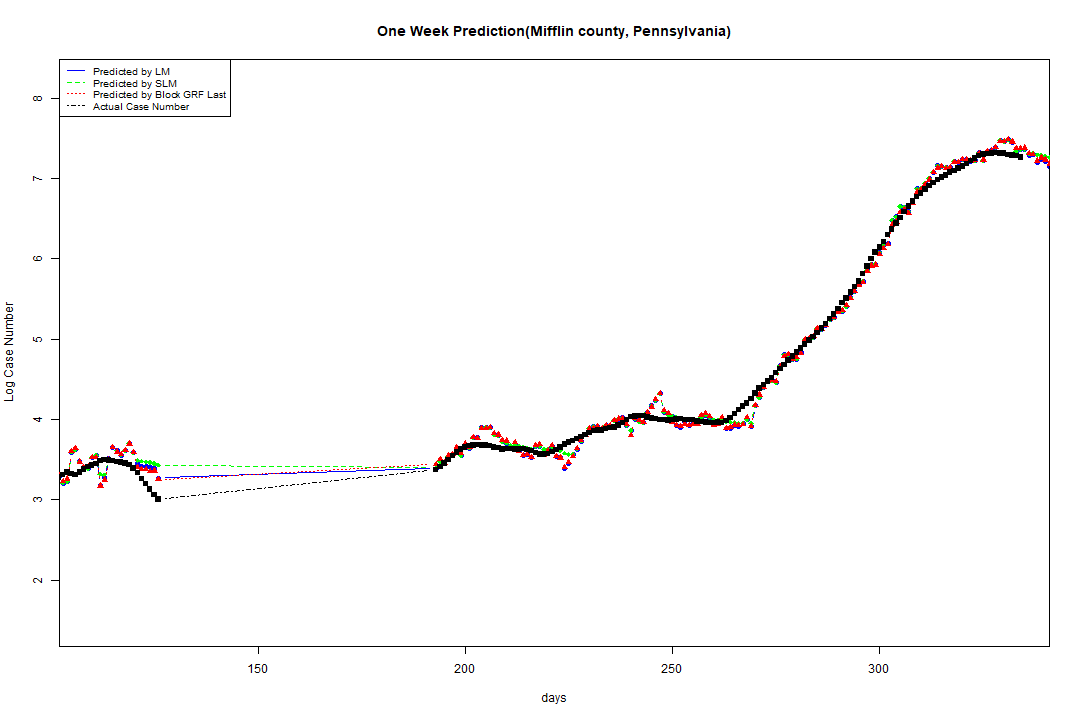 One Week Prediction(Mifflin county, Pennsylvania)
Predicted by LM
Predicted by SLM
Predicted by Block GRF Last
Actual Case Number
8
7
6
5
4
3
2
Log Case Number
150 200 250 300
days